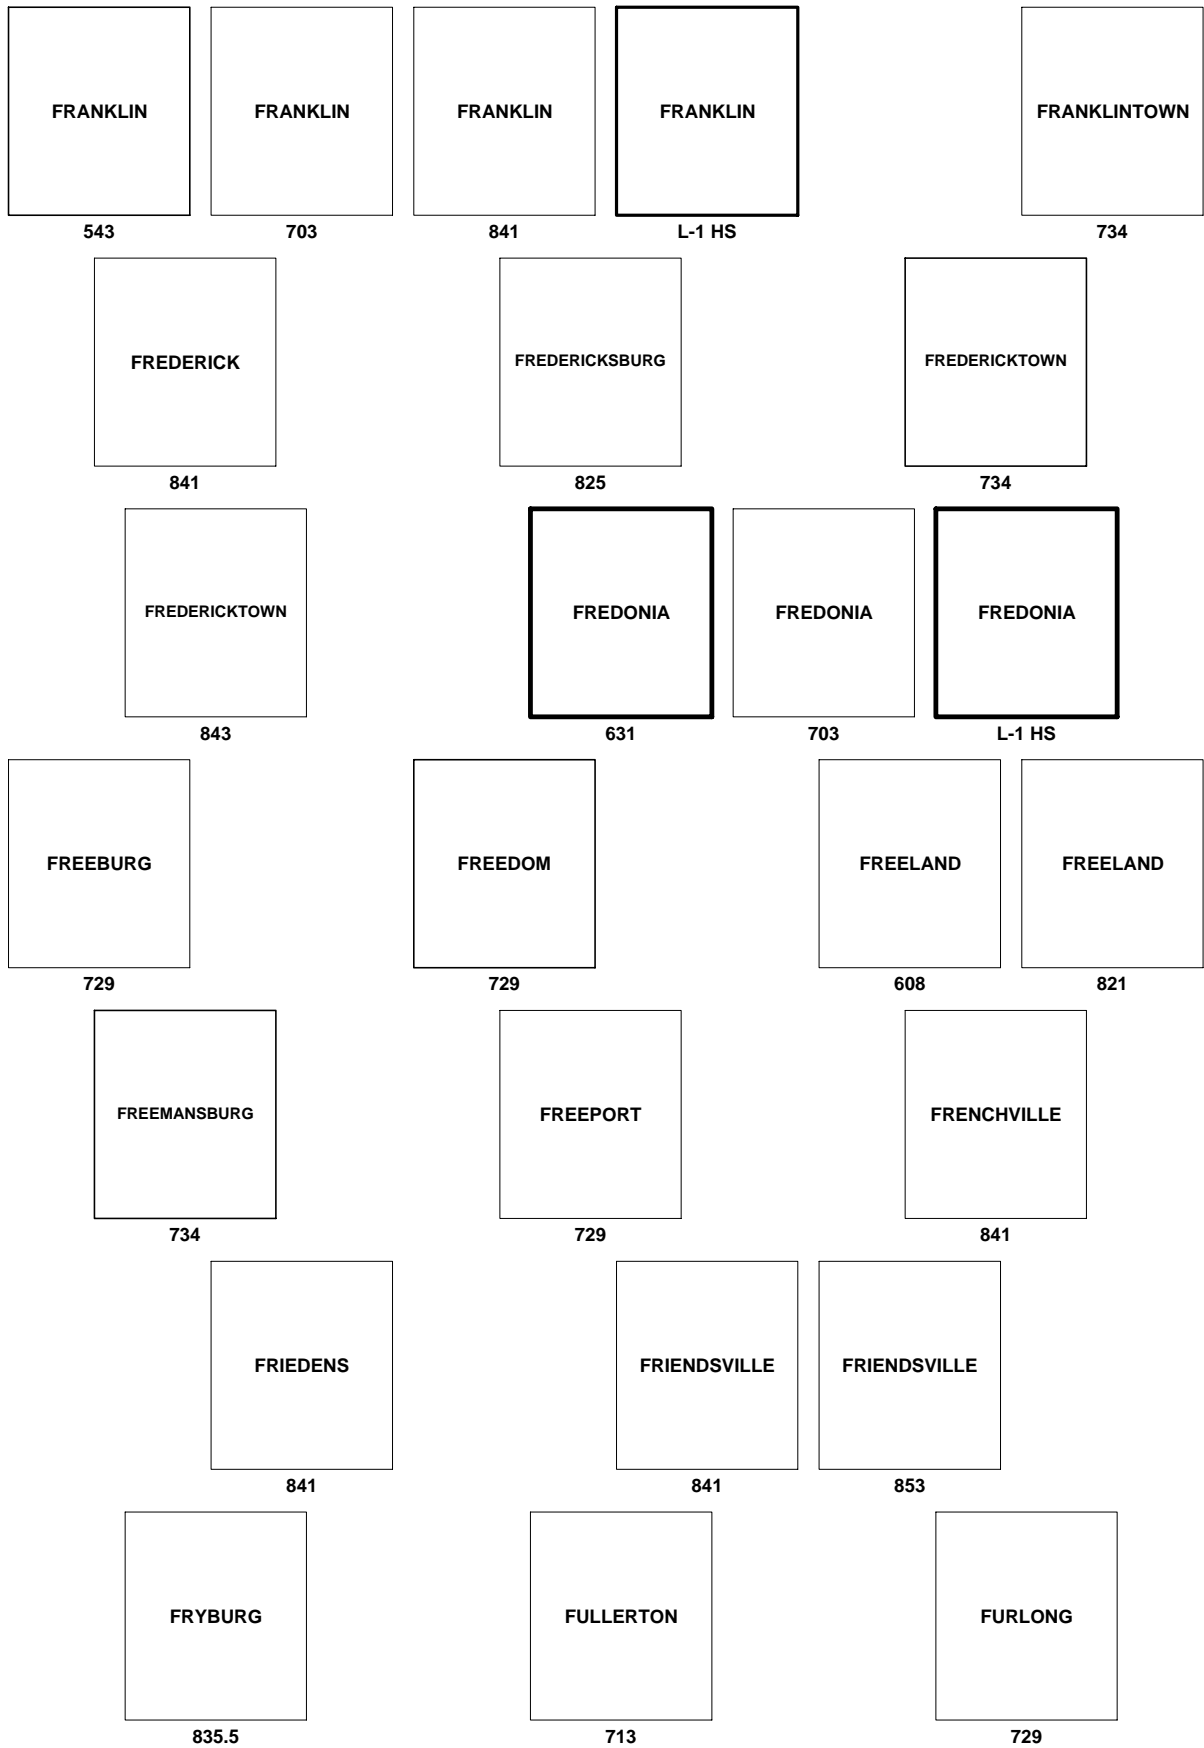 FRANKLIN FRANKLIN FRANKLIN FRANKLIN FRANKLINTOWN
543 703 841 L-1 HS 734
FREDERICK FREDERICKSBURG FREDERICKTOWN
841 825 734
FREDERICKTOWN FREDONIA FREDONIA FREDONIA
843 631 703 L-1 HS
FREEBURG FREEDOM FREELAND FREELAND
729 729 608 821
FREEMANSBURG FREEPORT FRENCHVILLE
734 729 841
FRIEDENS FRIENDSVILLE FRIENDSVILLE
841 841 853
FRYBURG FULLERTON FURLONG
835.5 713 729